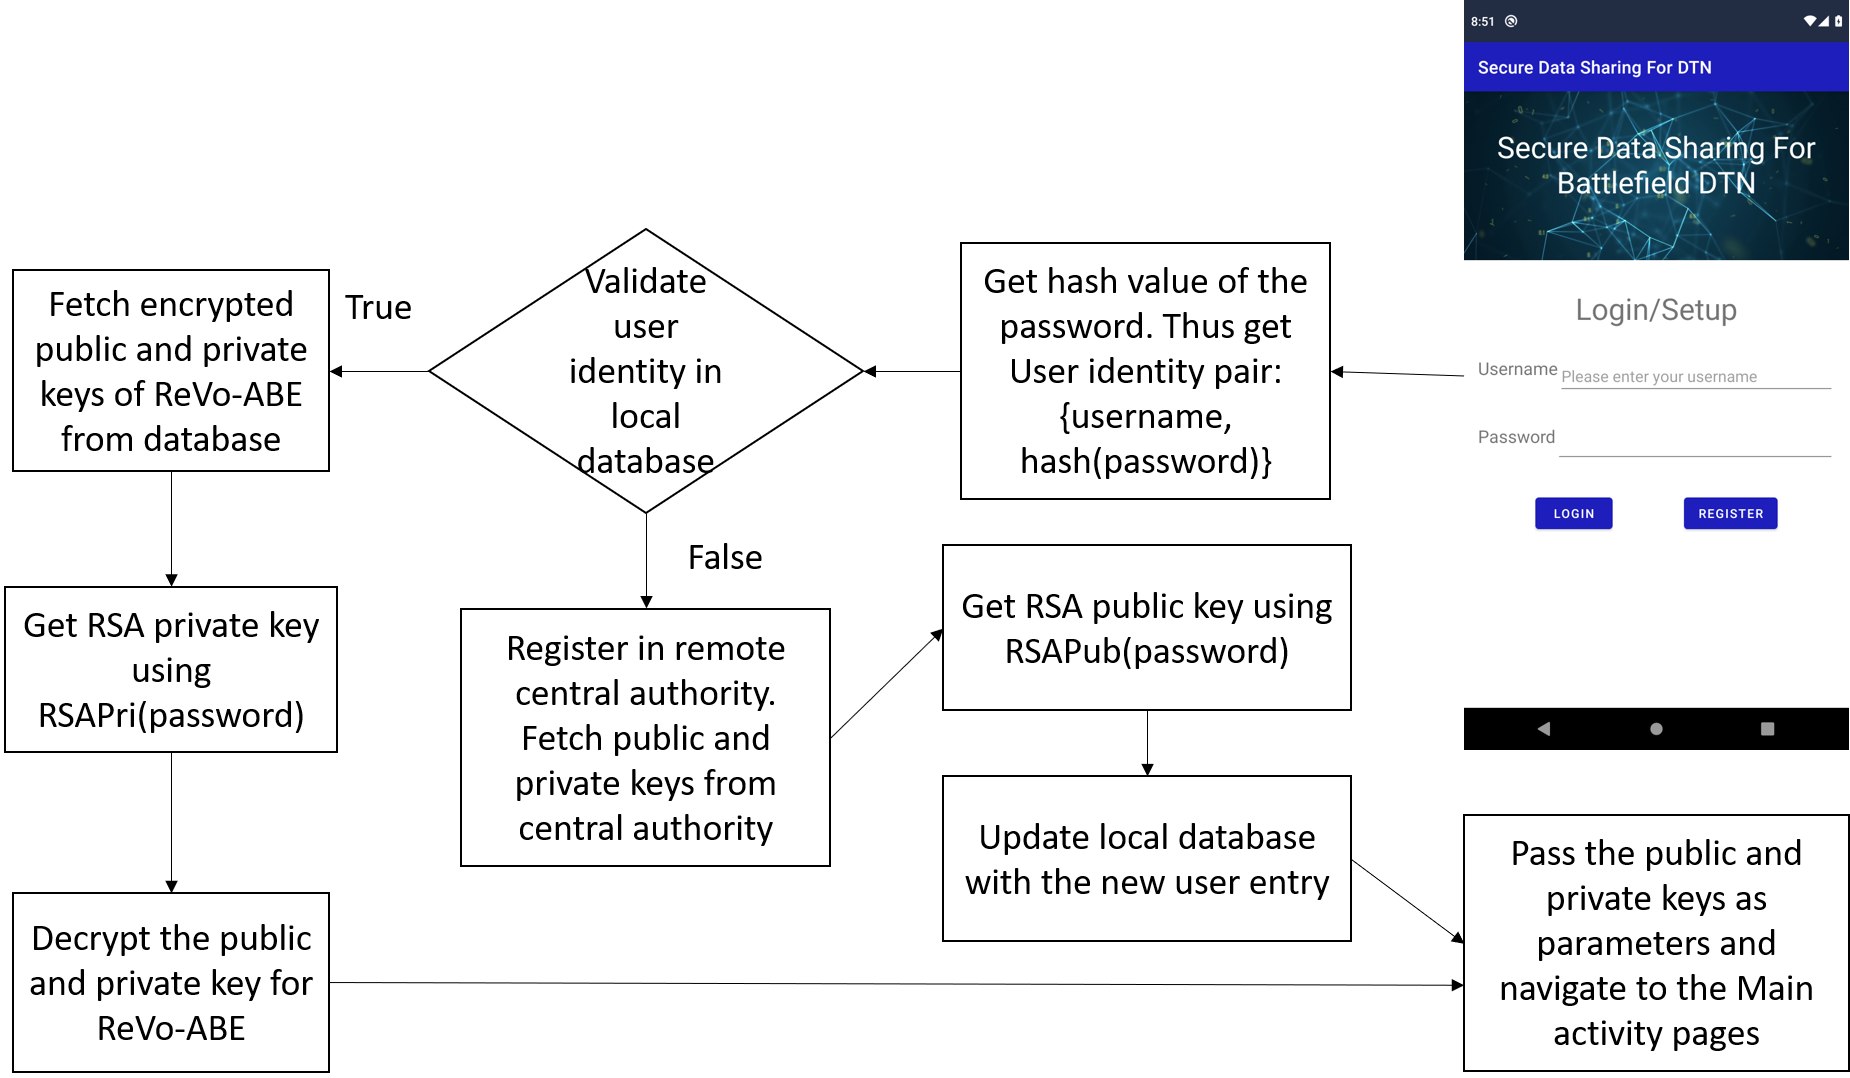 8:51
Secure Data Sharing For DTN
Secure Data Sharing For
Battlefield DTN
Login/Setup
Username
Please enter your username
Password
LOGIN
REGISTER
Get hash value of the
password. Thus get
User identity pair:
{username,
hash(password)}
Validate
user
identity in
local
database
True
Fetch encrypted
public and private
keys of ReVo-ABE
from database
Get RSA private key
using
RSAPri(password)
Decrypt the public
and private key for
ReVo-ABE
False
Register in remote
central authority.
Fetch public and
private keys from
central authority
Get RSA public key using
RSAPub(password)
Update local database
with the new user entry
Pass the public and
private keys as
parameters and
navigate to the Main
activity pages